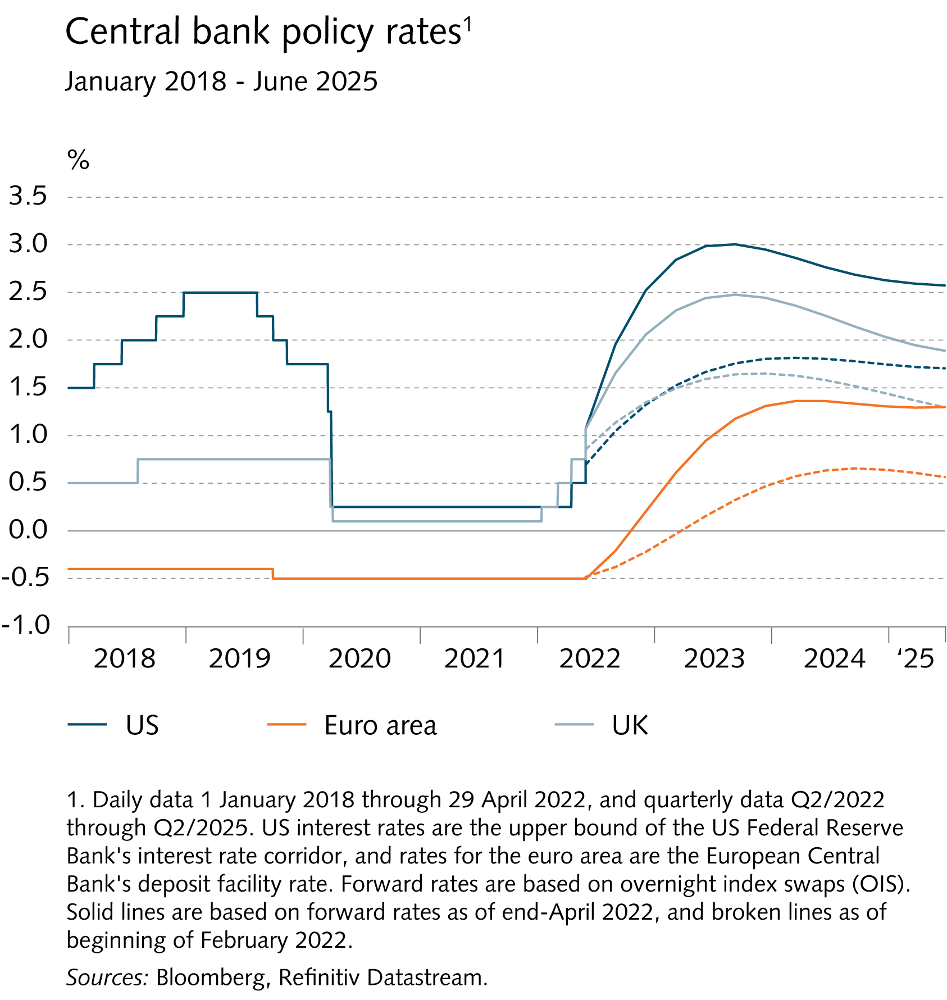 Central bank policy rates¹
January 2018 - June 2025
%
3.5
3.0
2.5
2.0
1.5
1.0
0.5
0.0
-0.5
-1.0
2018 2019 2020 2021 2022 2023 2024 ‘25
US Euro area UK
1. Daily data 1 January 2018 through 29 April 2022, and quarterly data Q2/2022
through Q2/2025. US interest rates are the upper bound of the US Federal Reserve
Bank's interest rate corridor, and rates for the euro area are the European Central
Bank's deposit facility rate. Forward rates are based on overnight index swaps (OIS).
Solid lines are based on forward rates as of end-April 2022, and broken lines as of
beginning of February 2022.
Sources: Bloomberg, Refinitiv Datastream.